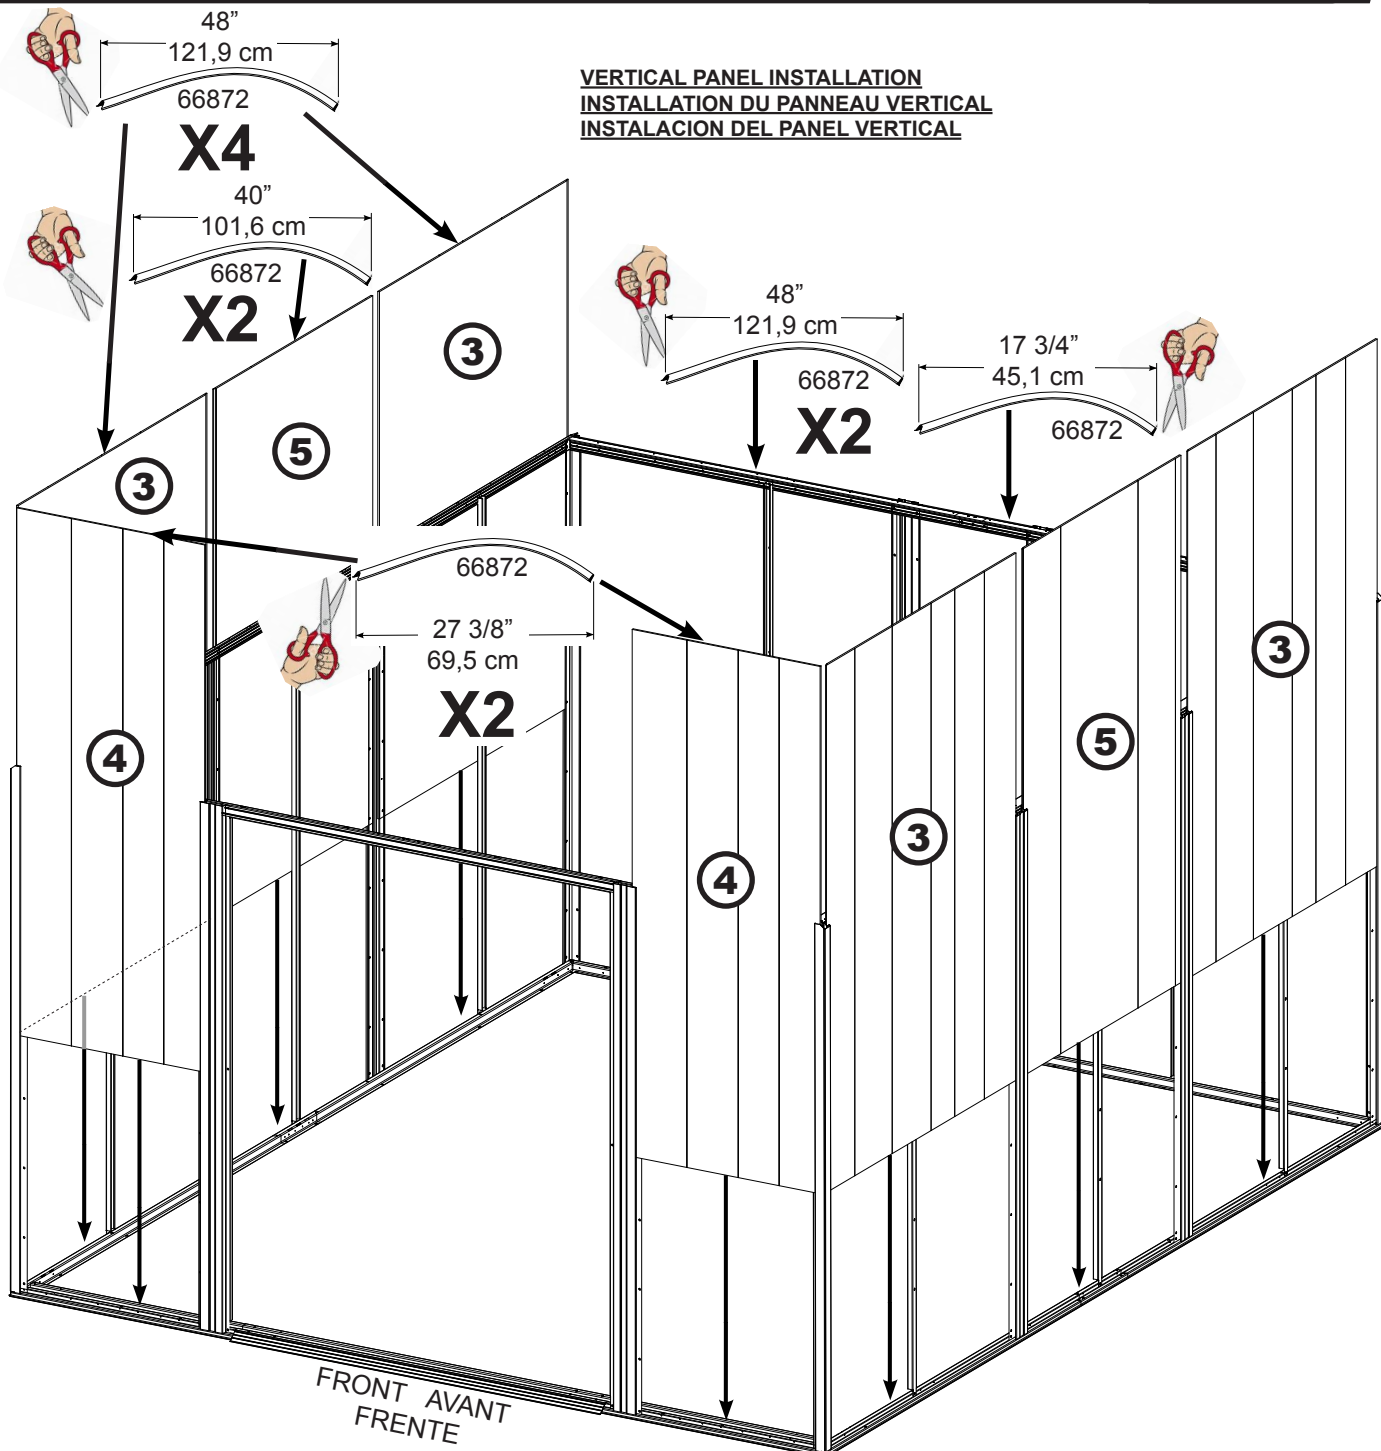 48”
121,9 cm
66872
X4
VERTICAL PANEL INSTALLATION
INSTALLATION DU PANNEAU VERTICAL
INSTALACION DEL PANEL VERTICAL
40”
101,6 cm
66872
X2
48”
121,9 cm
66872
X2
17 3/4”
45,1 cm
66872
3
5
3
66872
27 3/8”
69,5 cm
X2
4
4
3
5
3
FRONT AVANT
FRENTE